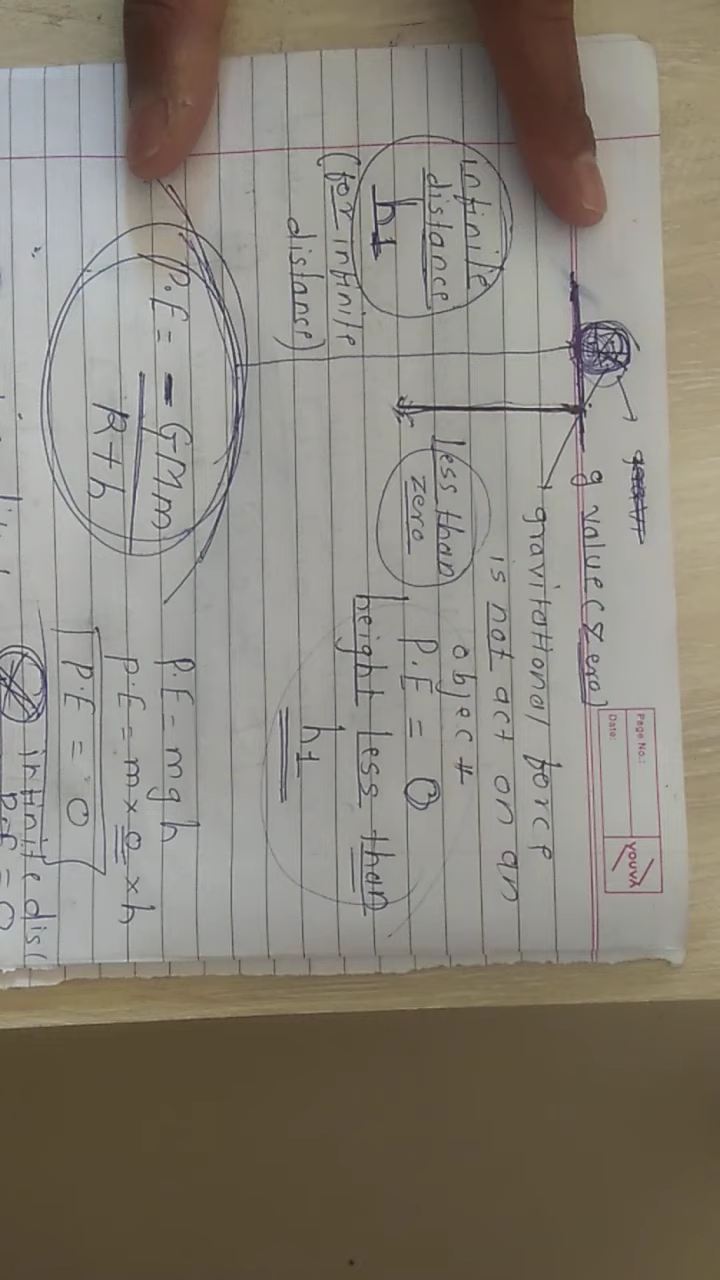 Page No.:
Date:
YOUVA
g value (zero)
gravitational force
is not act on an
object
infinite
distance
h1
(for infinite
distance)
less than
zero
P.E = 0
height less than
h1
P.E = - GMm
R+h
P.E = mgh
P.E = m × 0 × h
P.E = 0
infinite dis